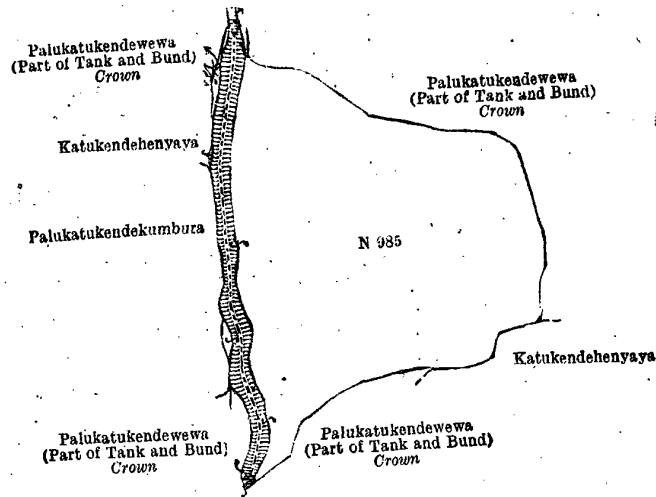 Palukatukendewewa
(Part of Tank and Bund)
Crown
Palukatukendewewa
(Part of Tank and Bund)
Crown
Katukendehenyaya
Palukatukendekumbura
N 985
Katukendehenyaya
Palukatukendewewa
(Part of Tank and Bund)
Crown
Palukatukendewewa
(Part of Tank and Bund)
Crown